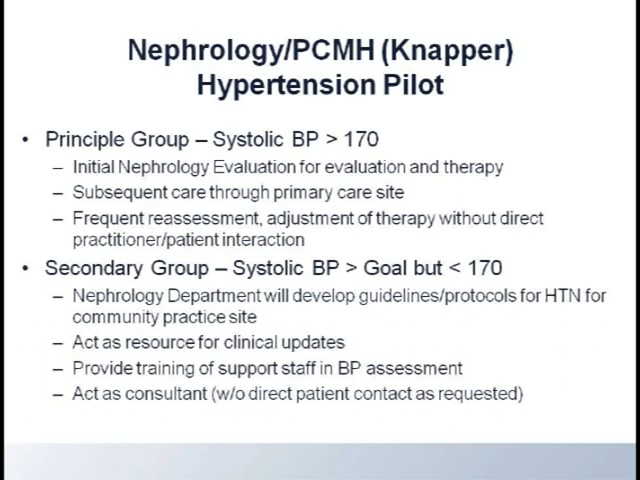 Nephrology/PCMH (Knapper)
Hypertension Pilot
• Principle Group – Systolic BP > 170
– Initial Nephrology Evaluation for evaluation and therapy
– Subsequent care through primary care site
– Frequent reassessment, adjustment of therapy without direct
practitioner/patient interaction
• Secondary Group – Systolic BP > Goal but < 170
– Nephrology Department will develop guidelines/protocols for HTN for
community practice site
– Act as resource for clinical updates
– Provide training of support staff in BP assessment
– Act as consultant (w/o direct patient contact as requested)